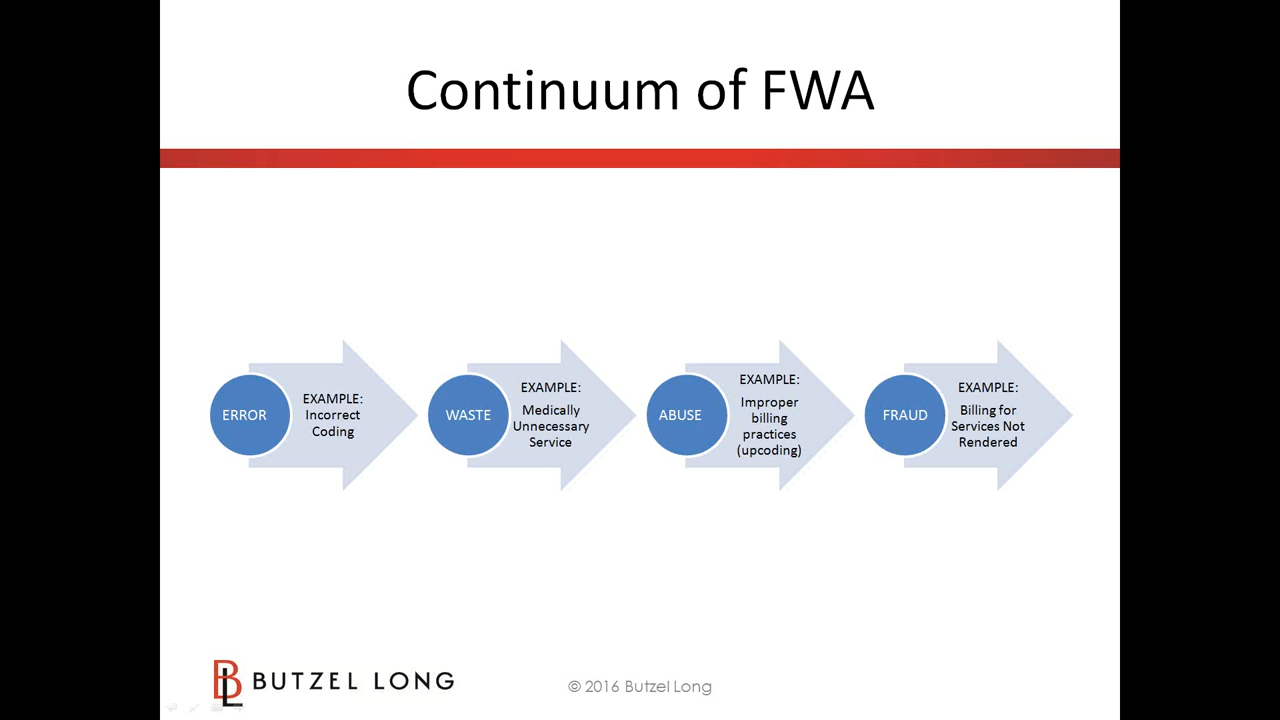 Continuum of FWA
ERROR
EXAMPLE:
Incorrect
Coding
WASTE
EXAMPLE:
Medically
Unnecessary
Service
ABUSE
EXAMPLE:
Improper
billing
practices
(upcoding)
FRAUD
EXAMPLE:
Billing for
Services Not
Rendered
BL BUTZEL LONG
© 2016 Butzel Long